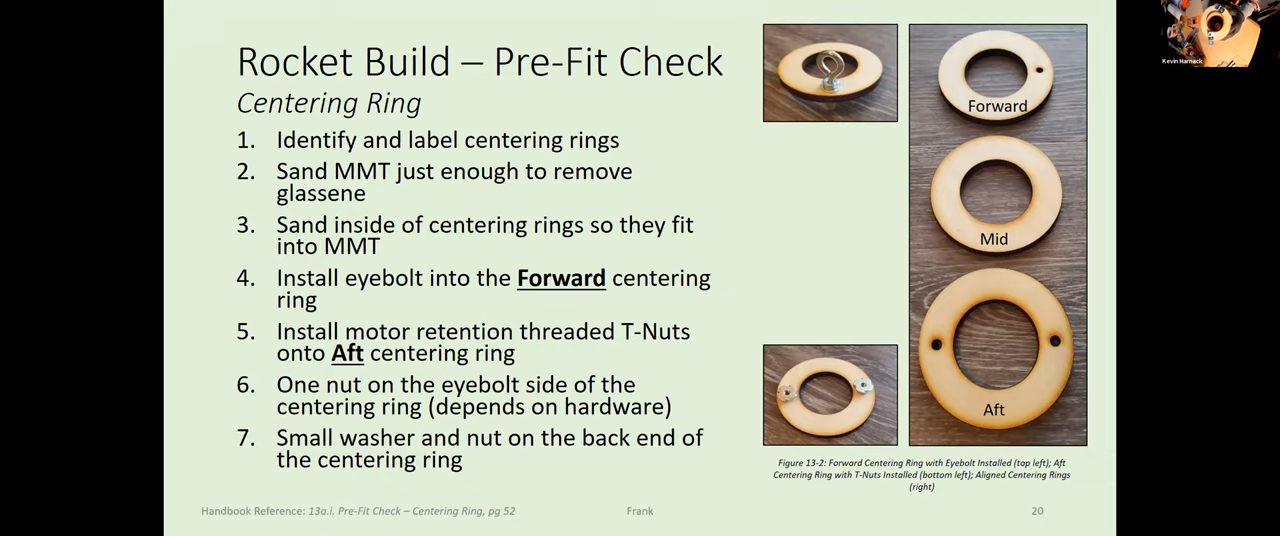 Rocket Build – Pre-Fit Check
Centering Ring
1. Identify and label centering rings
2. Sand MMT just enough to remove
glassene
3. Sand inside of centering rings so they fit
into MMT
4. Install eyebolt into the Forward centering
ring
5. Install motor retention threaded T-Nuts
onto Aft centering ring
6. One nut on the eyebolt side of the
centering ring (depends on hardware)
7. Small washer and nut on the back end of
the centering ring
Forward
Mid
Aft
Figure 13-2: Forward Centering Ring with Eyebolt Installed (top left); Aft
Centering Ring with T-Nuts Installed (bottom left); Aligned Centering Rings
(right)
Handbook Reference: 13a.i. Pre-Fit Check – Centering Ring, pg 52
Frank
20
Kevin Harnack